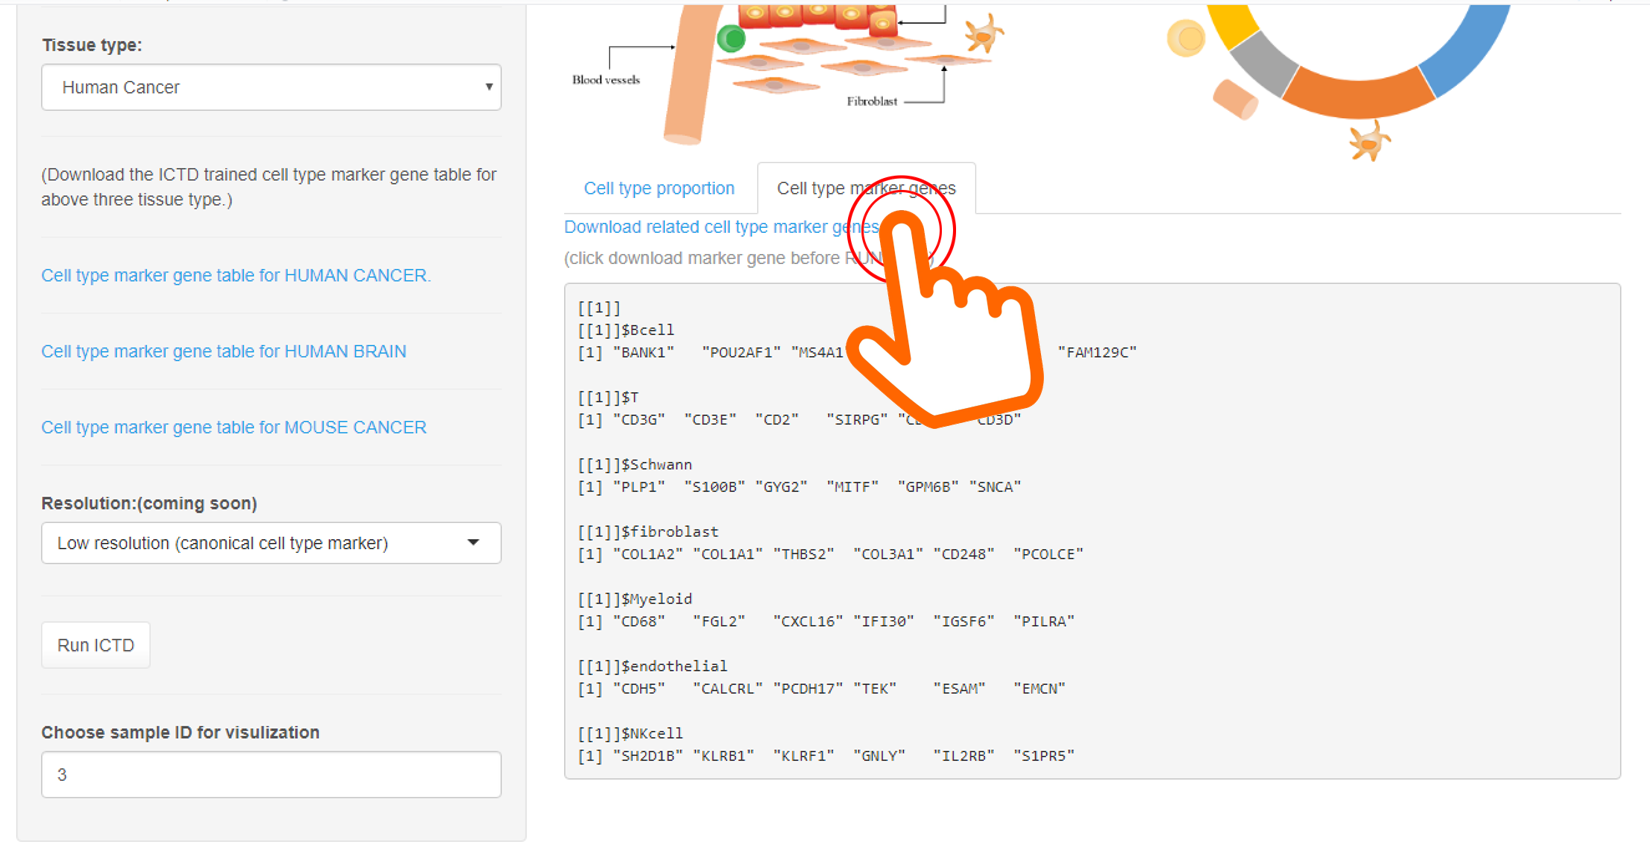 Tissue type:
Human Cancer
(Download the ICTD trained cell type marker gene table for
above three tissue type.)
Cell type marker gene table for HUMAN CANCER.
Cell type marker gene table for HUMAN BRAIN
Cell type marker gene table for MOUSE CANCER
Resolution:(coming soon)
Low resolution (canonical cell type marker)
Run ICTD
Choose sample ID for visulization
3
Blood vessels
Fibroblast
Cell type proportion
Cell type marker genes
Download related cell type marker genes
(click download marker gene before RUN
[[1]]
[[1]]$Bcell
[1] "BANK1" "POU2AF1" "MS4A1 "FAM129C"
[[1]]$T
[1] "CD3G" "CD3E" "CD2" "SIRPG" "CD3D"
[[1]]$Schwann
[1] "PLP1" "S100B" "GYG2" "MITF" "GPM6B" "SNCA"
[[1]]$fibroblast
[1] "COL1A2" "COL1A1" "THBS2" "COL3A1" "CD248" "PCOLCE"
[[1]]$Myeloid
[1] "CD68" "FGL2" "CXCL16" "IFI30" "IGSF6" "PILRA"
[[1]]$endothelial
[1] "CDH5" "CALCRL" "PCDH17" "TEK" "ESAM" "EMCN"
[[1]]$NKcell
[1] "SH2D1B" "KLRB1" "KLRF1" "GNLY" "IL2RB" "S1PR5"